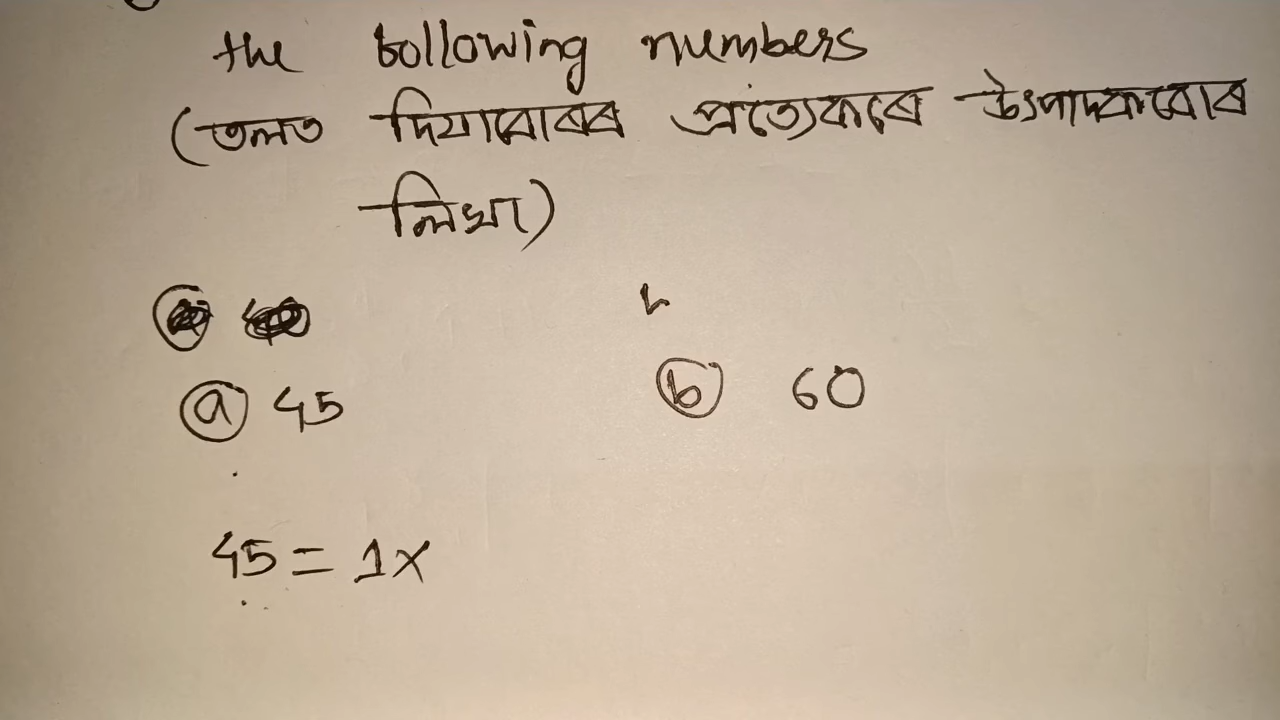 the following numbers
(তলত দিয়াবোৰৰ প্ৰত্যেকৰে উৎপাদকবোৰ
লিখা)
ⓐ 45 ⓑ 60
45 = 1×